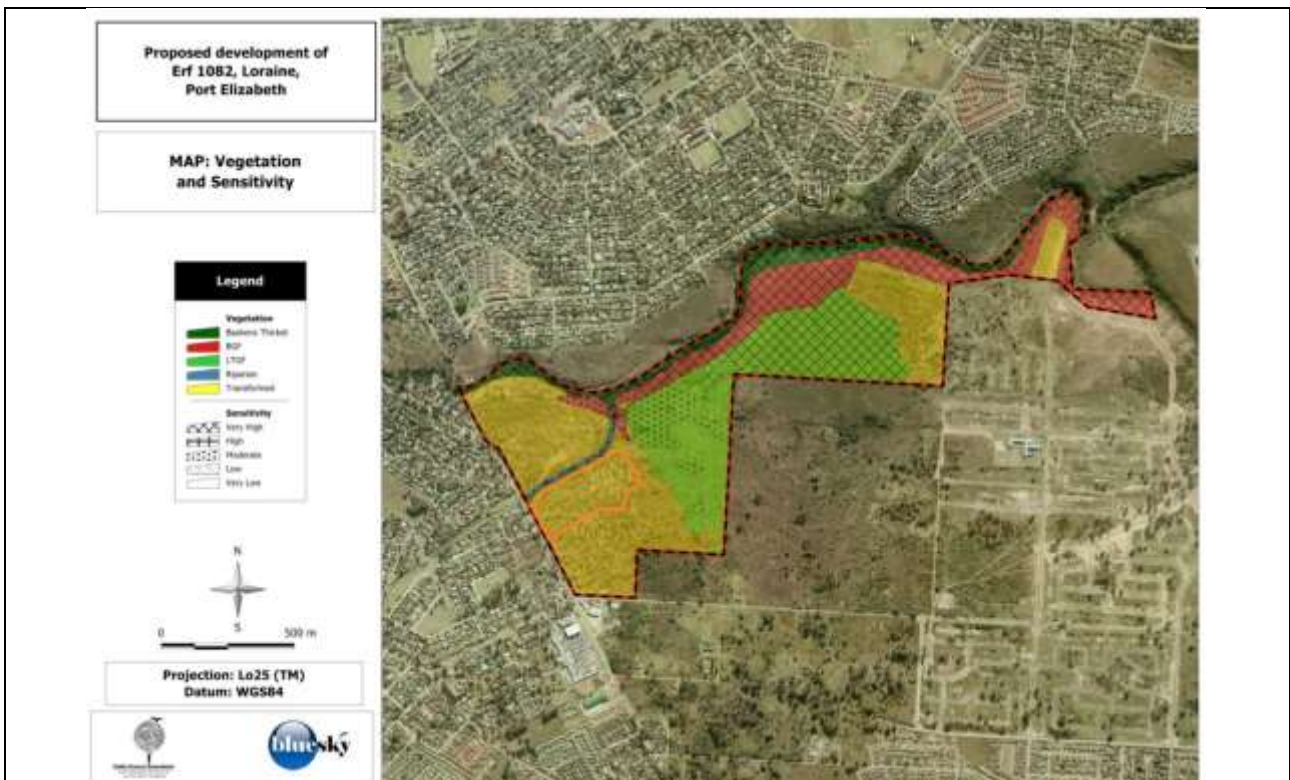 Proposed development of
Erf 1082, Loraine,
Port Elizabeth
MAP: Vegetation
and Sensitivity
Legend
Vegetation
Baakens Thicket
BGF
LTGF
Riparian
Transformed
Sensitivity
Very High
High
Moderate
Low
Very Low
N
S
0 500 m
Projection: Lo25 (TM)
Datum: WGS84
bluesky